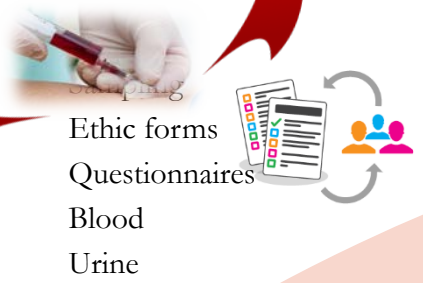 Sampling
Ethic forms
Questionnaires
Blood
Urine